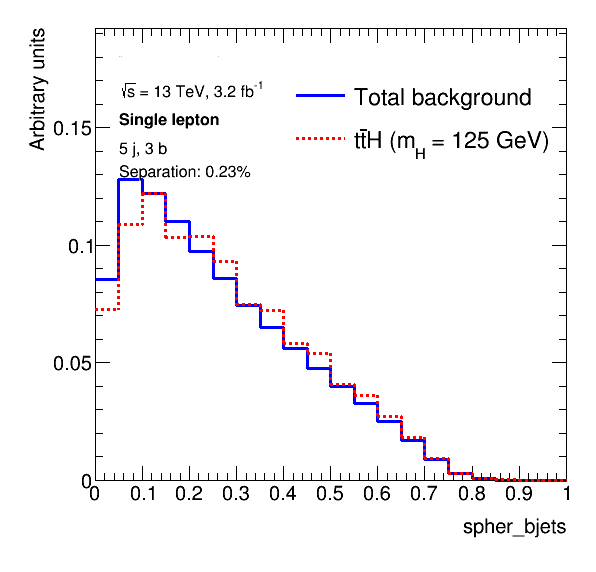 Arbitrary units
√s = 13 TeV, 3.2 fb⁻¹
Single lepton
5 j, 3 b
Separation: 0.23%
Total background
tt̄H (m_H = 125 GeV)
0.15
0.1
0.05
0
0 0.1 0.2 0.3 0.4 0.5 0.6 0.7 0.8 0.9 1
spher_bjets